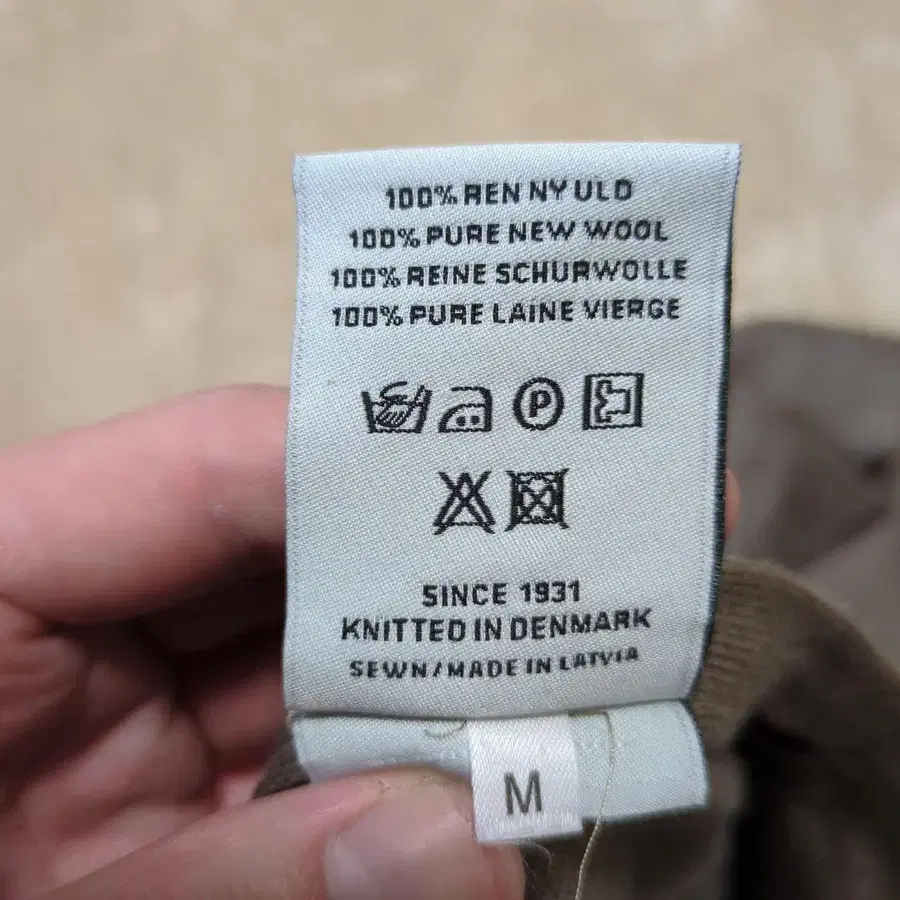 100% REN NY ULD
100% PURE NEW WOOL
100% REINE SCHURWOLLE
100% PURE LAINE VIERGE
P
SINCE 1931
KNITTED IN DENMARK
SEWN/MADE IN LATVIA
M